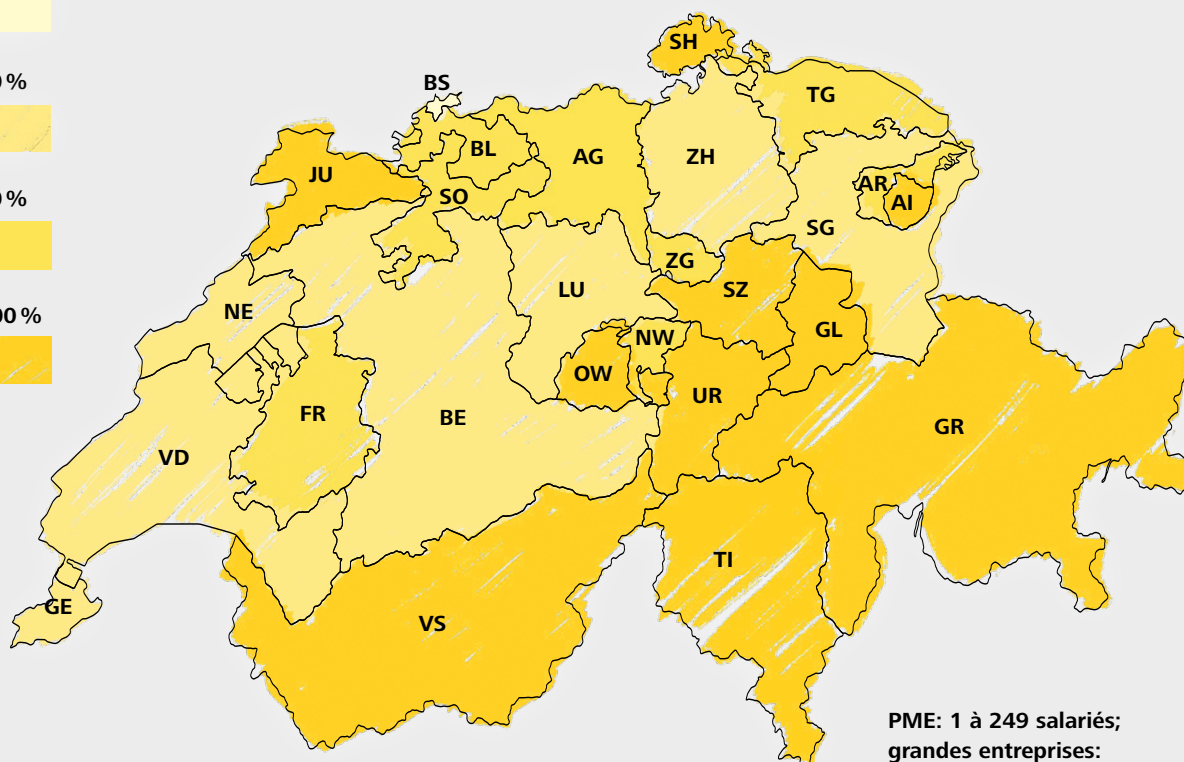 SH
BS
TG
BL
AG
ZH
JU
AR
AI
SO
SG
ZG
LU
SZ
NE
NW
GL
OW
UR
FR
BE
GR
VD
TI
GE
VS
PME: 1 à 249 salariés;
grandes entreprises: